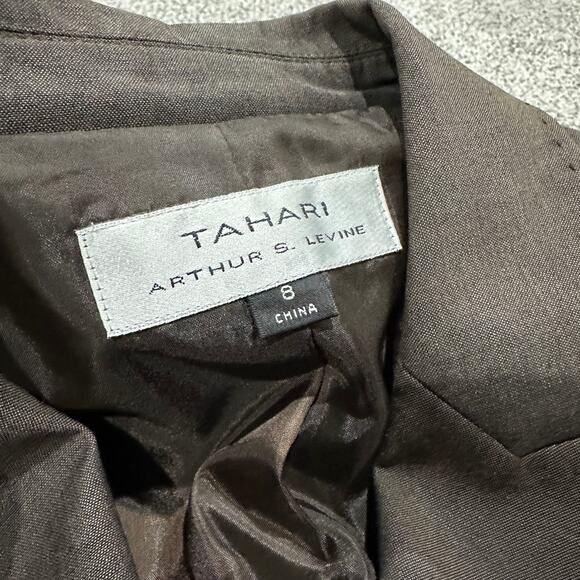 TAHARI
ARTHUR S. LEVINE
8
CHINA